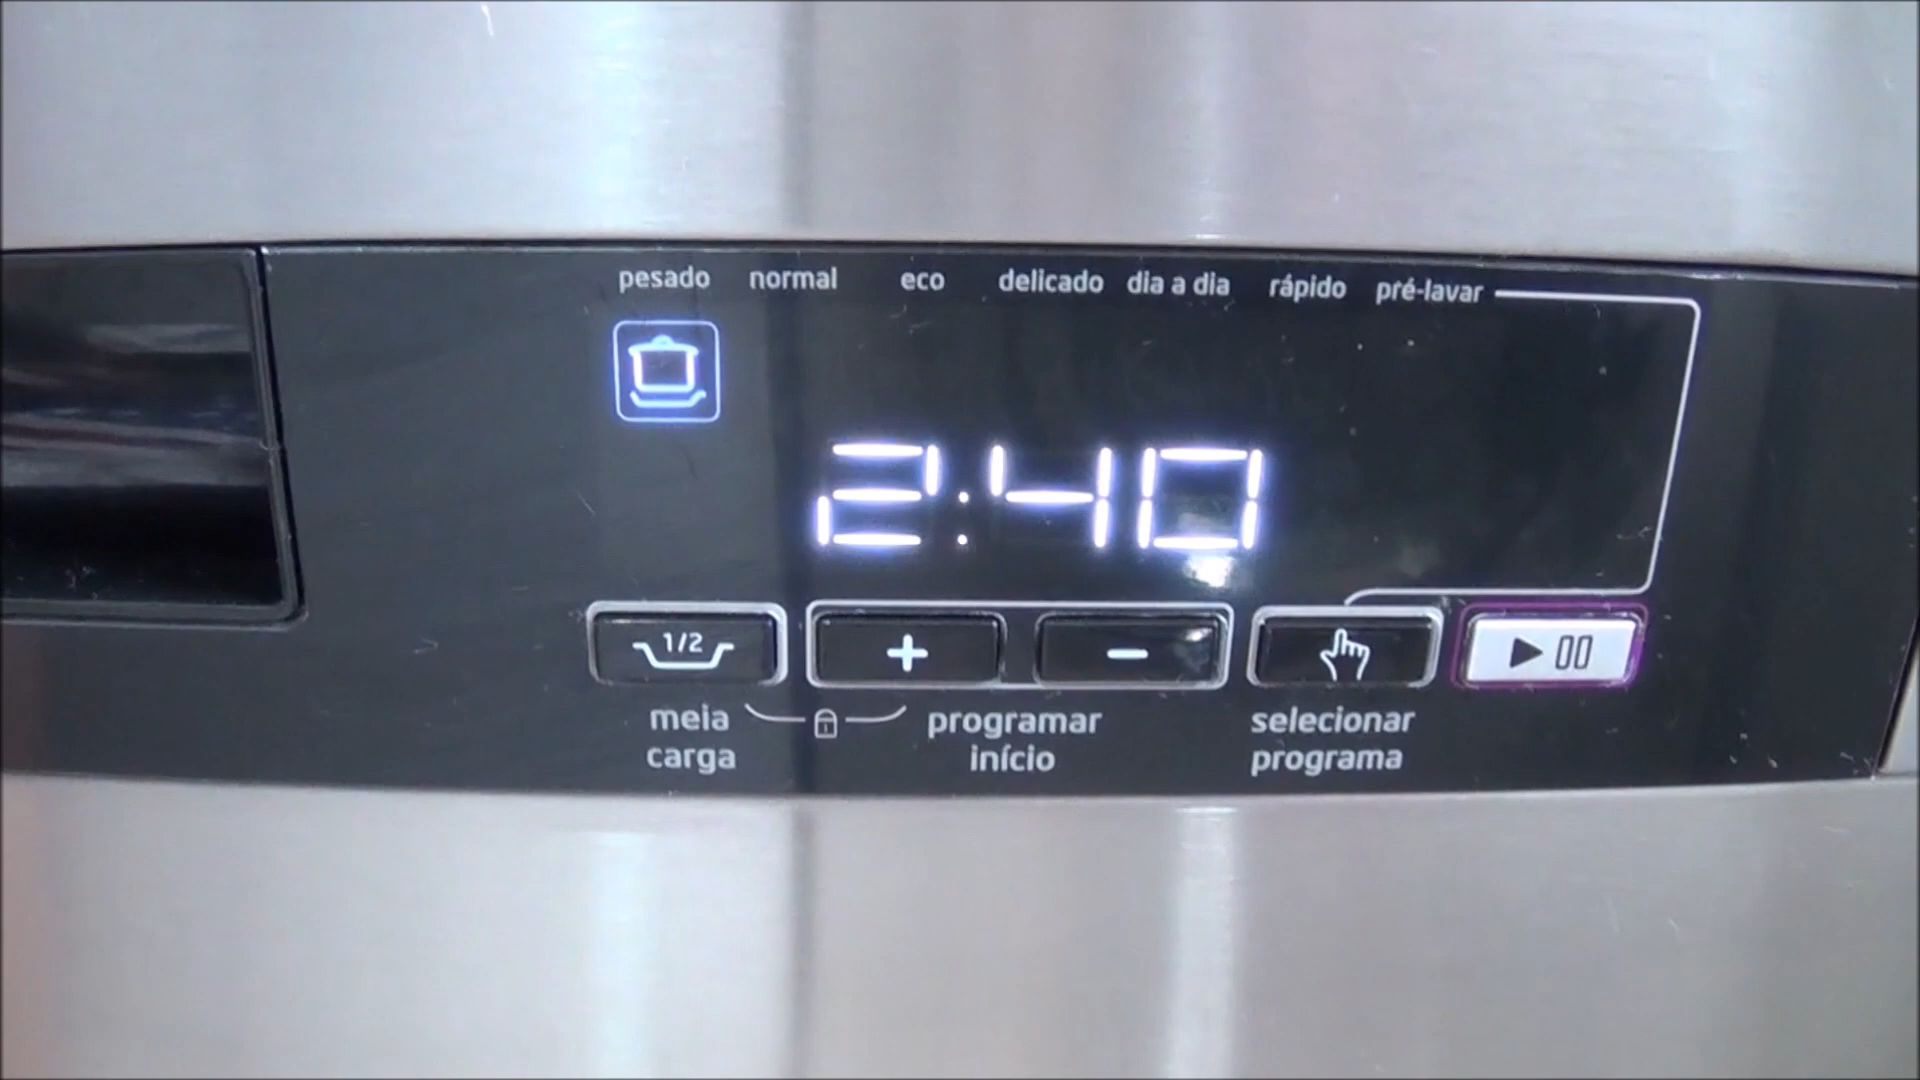 pesado normal eco delicado dia a dia rápido pré-lavar
2:40
1/2 + −
meia carga
programar início
selecionar programa